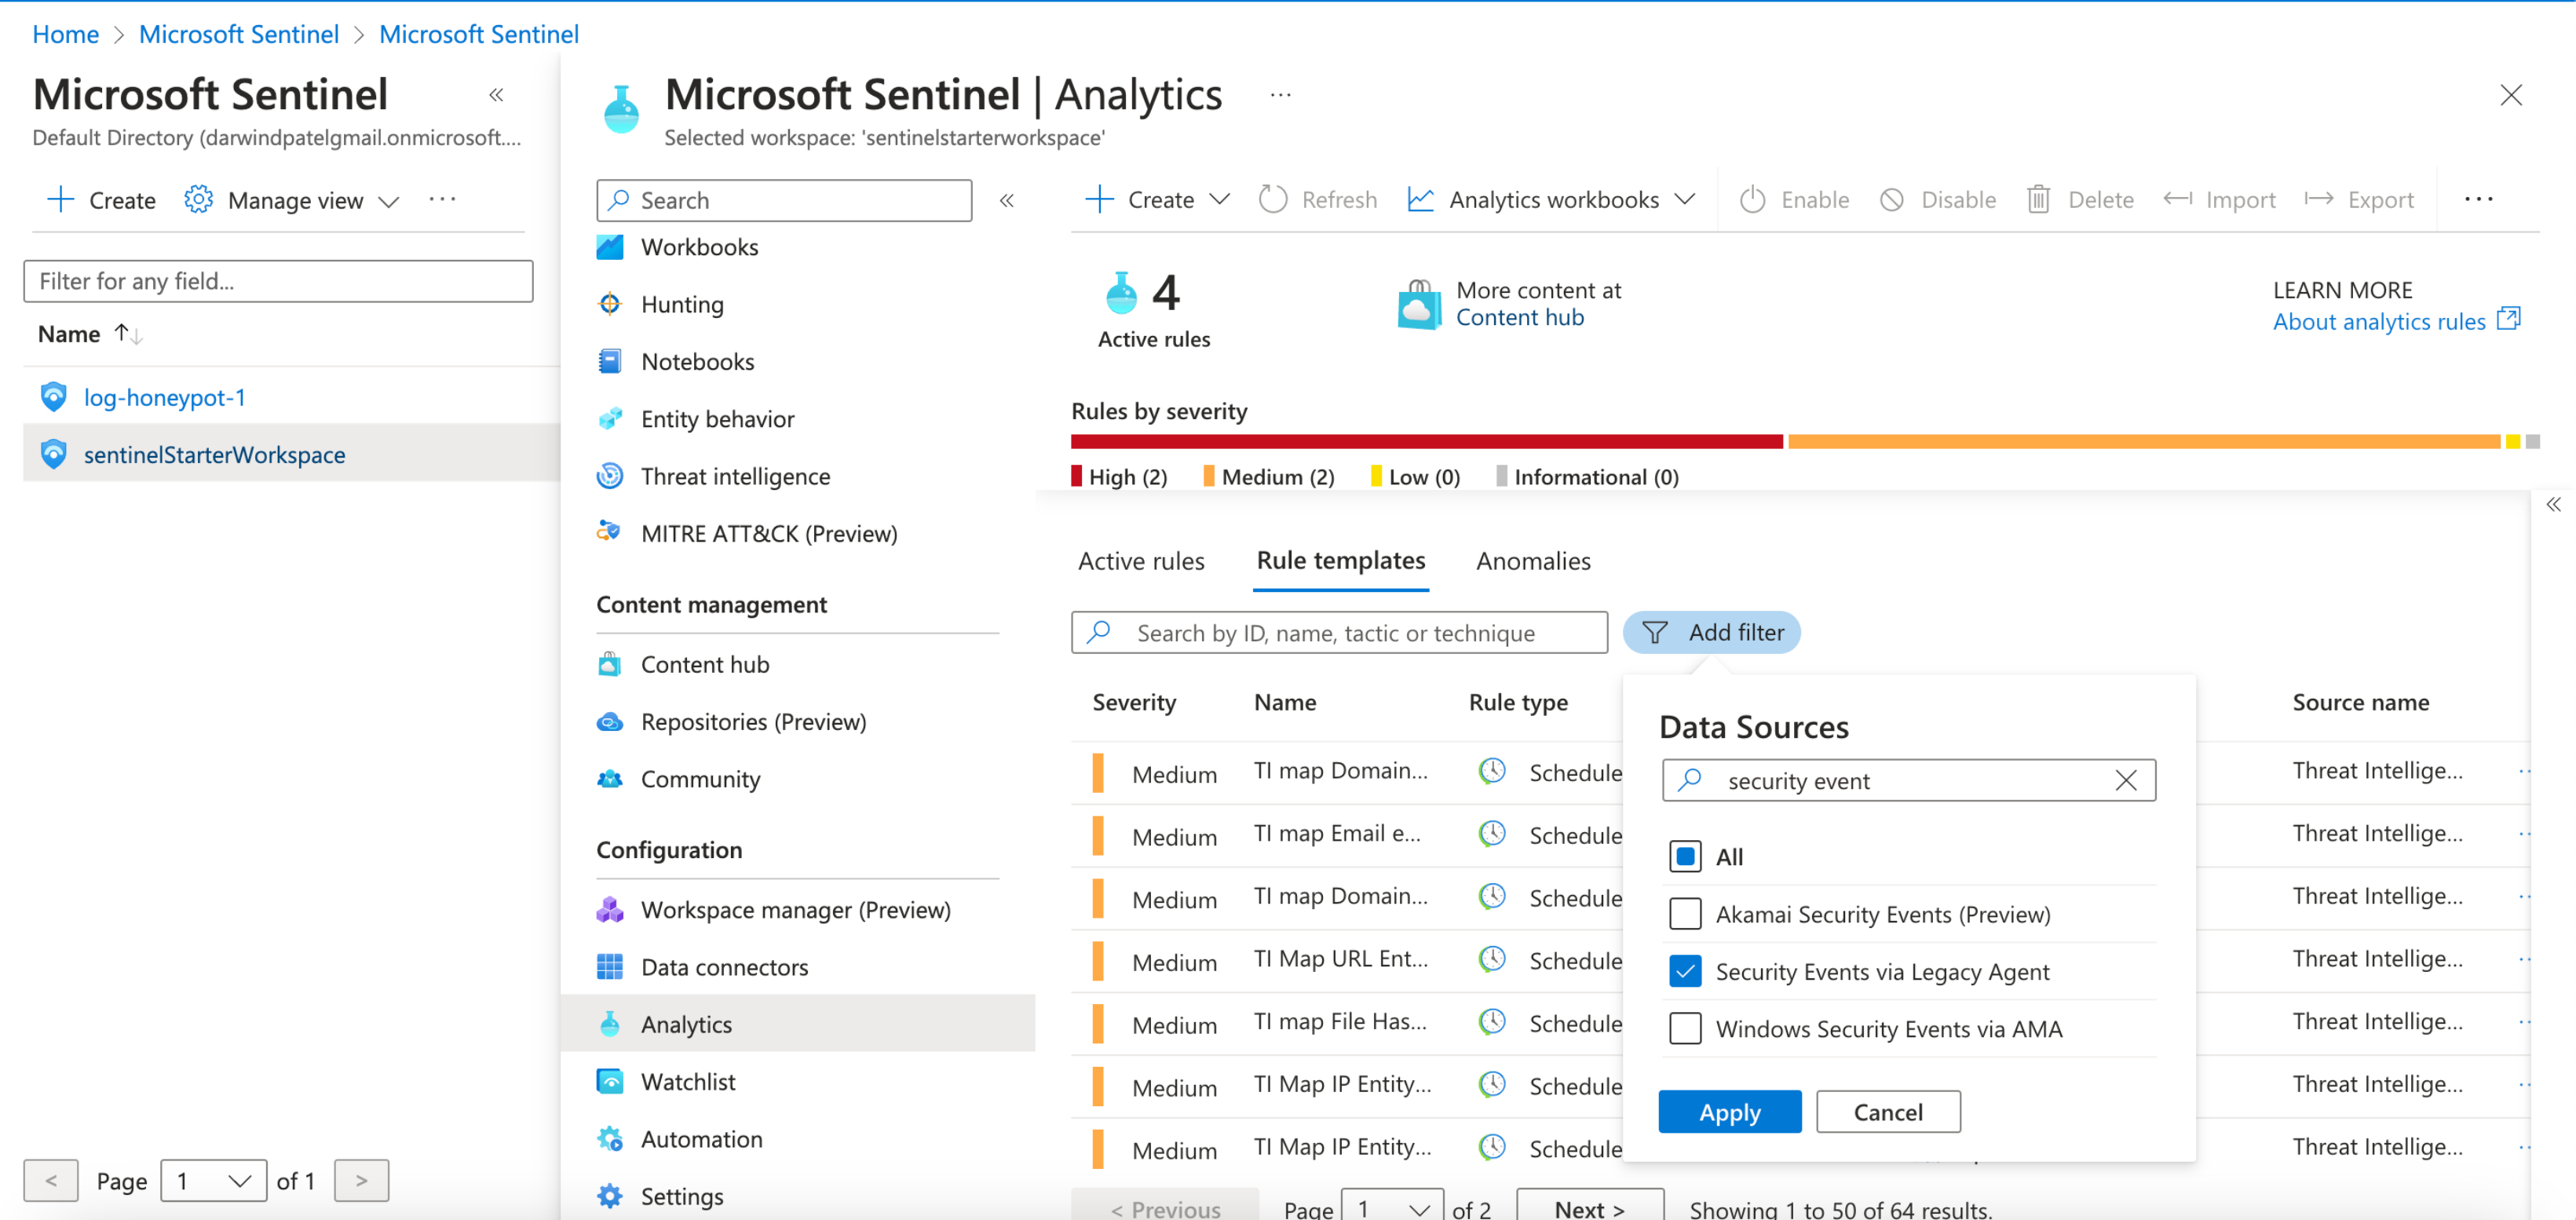 Home > Microsoft Sentinel > Microsoft Sentinel
Microsoft Sentinel
Default Directory (darwindpatelgmail.onmicrosoft....
Create
Manage view
Filter for any field...
Name
log-honeypot-1
sentinelStarterWorkspace
< Page 1 of 1 >
Microsoft Sentinel | Analytics
Selected workspace: 'sentinelstarterworkspace'
Search
Workbooks
Hunting
Notebooks
Entity behavior
Threat intelligence
MITRE ATT&CK (Preview)
Content management
Content hub
Repositories (Preview)
Community
Configuration
Workspace manager (Preview)
Data connectors
Analytics
Watchlist
Automation
Settings
Create Refresh Analytics workbooks Enable Disable Delete Import Export
4
Active rules
More content at
Content hub
LEARN MORE
About analytics rules
Rules by severity
High (2) Medium (2) Low (0) Informational (0)
Active rules Rule templates Anomalies
Search by ID, name, tactic or technique
Add filter
Severity Name Rule type Source name
Medium TI map Domain... Schedule Threat Intellige...
Medium TI map Email e... Schedule Threat Intellige...
Medium TI map Domain... Schedule Threat Intellige...
Medium TI Map URL Ent... Schedule Threat Intellige...
Medium TI map File Has... Schedule Threat Intellige...
Medium TI Map IP Entity... Schedule Threat Intellige...
Medium TI Map IP Entity... Schedule Threat Intellige...
Data Sources
security event
All
Akamai Security Events (Preview)
Security Events via Legacy Agent
Windows Security Events via AMA
Apply Cancel
< Previous Page 1 of 2 Next > Showing 1 to 50 of 64 results.